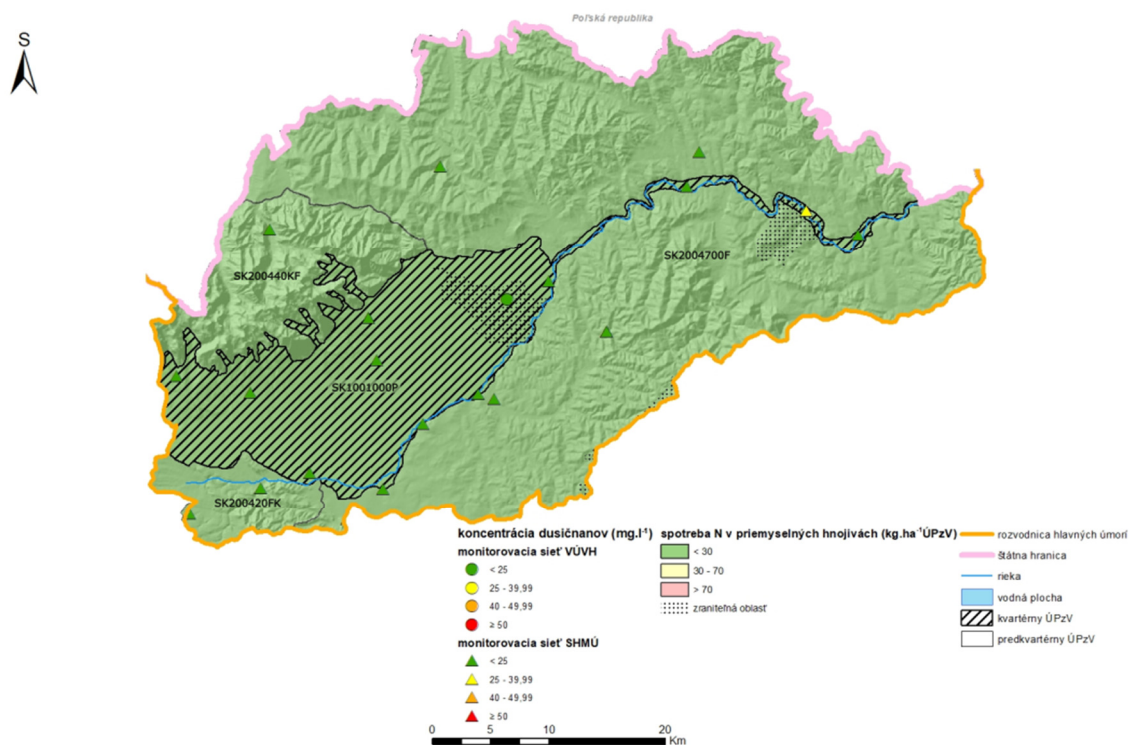 Poľská republika
S
SK200440KF
SK2004700F
SK1001000P
SK200420FK
koncentrácia dusičnanov (mg.l⁻¹)
monitorovacia sieť VÚVH
< 25
25 - 39,99
40 - 49,99
≥ 50
monitorovacia sieť SHMÚ
< 25
25 - 39,99
40 - 49,99
≥ 50
spotreba N v priemyselných hnojivách (kg.ha⁻¹ÚPzV)
< 30
30 - 70
> 70
zraniteľná oblasť
rozvodnica hlavných úmorí
štátna hranica
rieka
vodná plocha
kvartérny ÚPzV
predkvartérny ÚPzV
0 5 10 20
Km